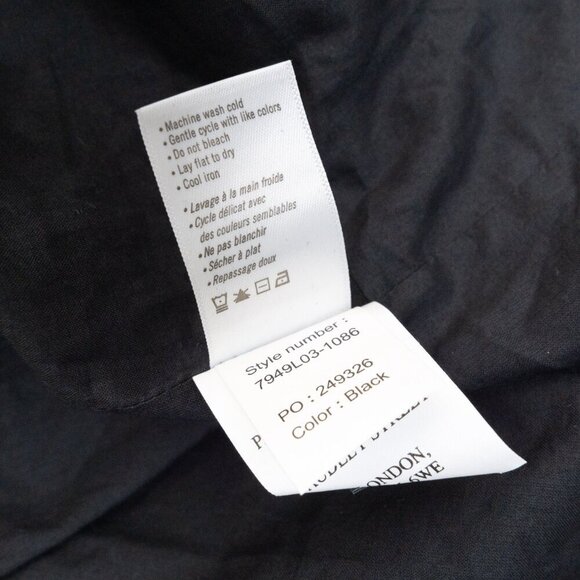 • Machine wash cold
• Gentle cycle with like colors
• Do not bleach
• Lay flat to dry
• Cool iron
• Lavage à la main froide
• Cycle délicat avec
des couleurs semblables
• Ne pas blanchir
• Sécher à plat
• Repassage doux
Style number :
7949L03-1086
PO : 249326
Color : Black
P